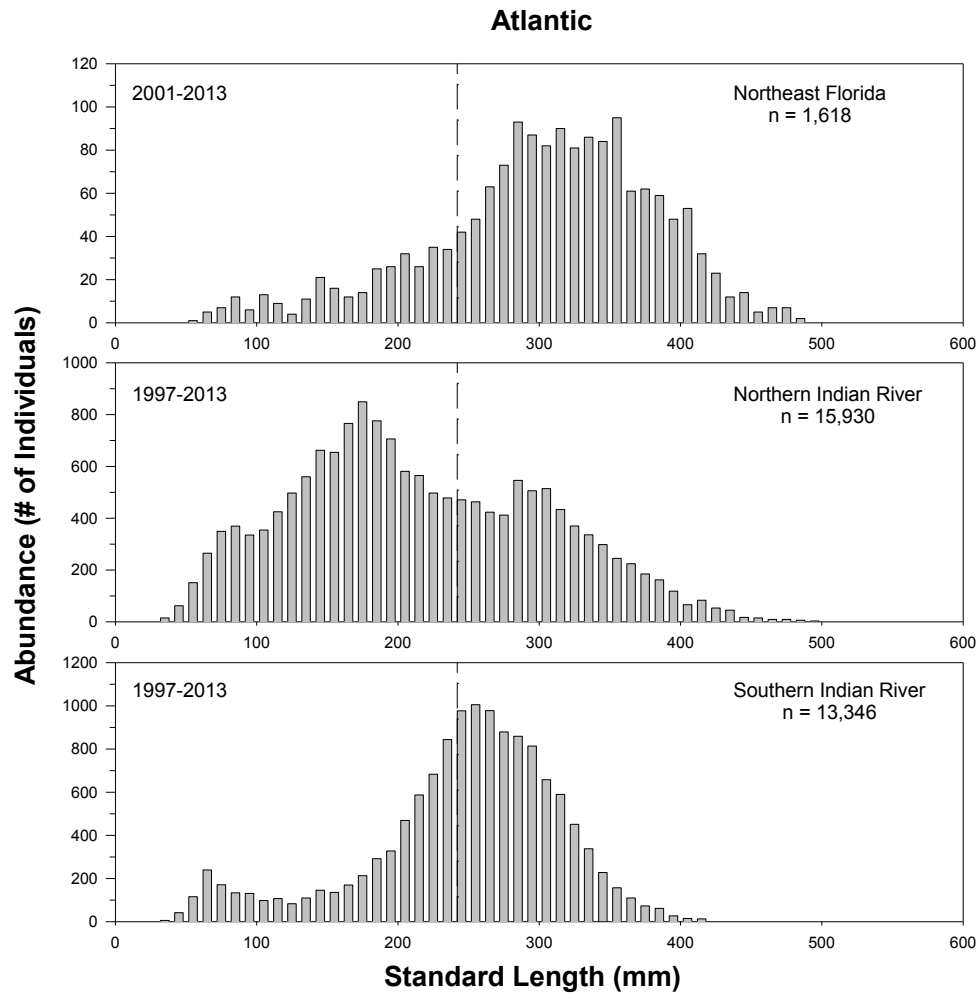 Atlantic
Abundance (# of Individuals)
120
100
80
60
40
20
0
2001-2013
Northeast Florida
n = 1,618
0 100 200 300 400 500 600
1000
800
600
400
200
0
1997-2013
Northern Indian River
n = 15,930
0 100 200 300 400 500 600
1200
1000
800
600
400
200
0
1997-2013
Southern Indian River
n = 13,346
0 100 200 300 400 500 600
Standard Length (mm)